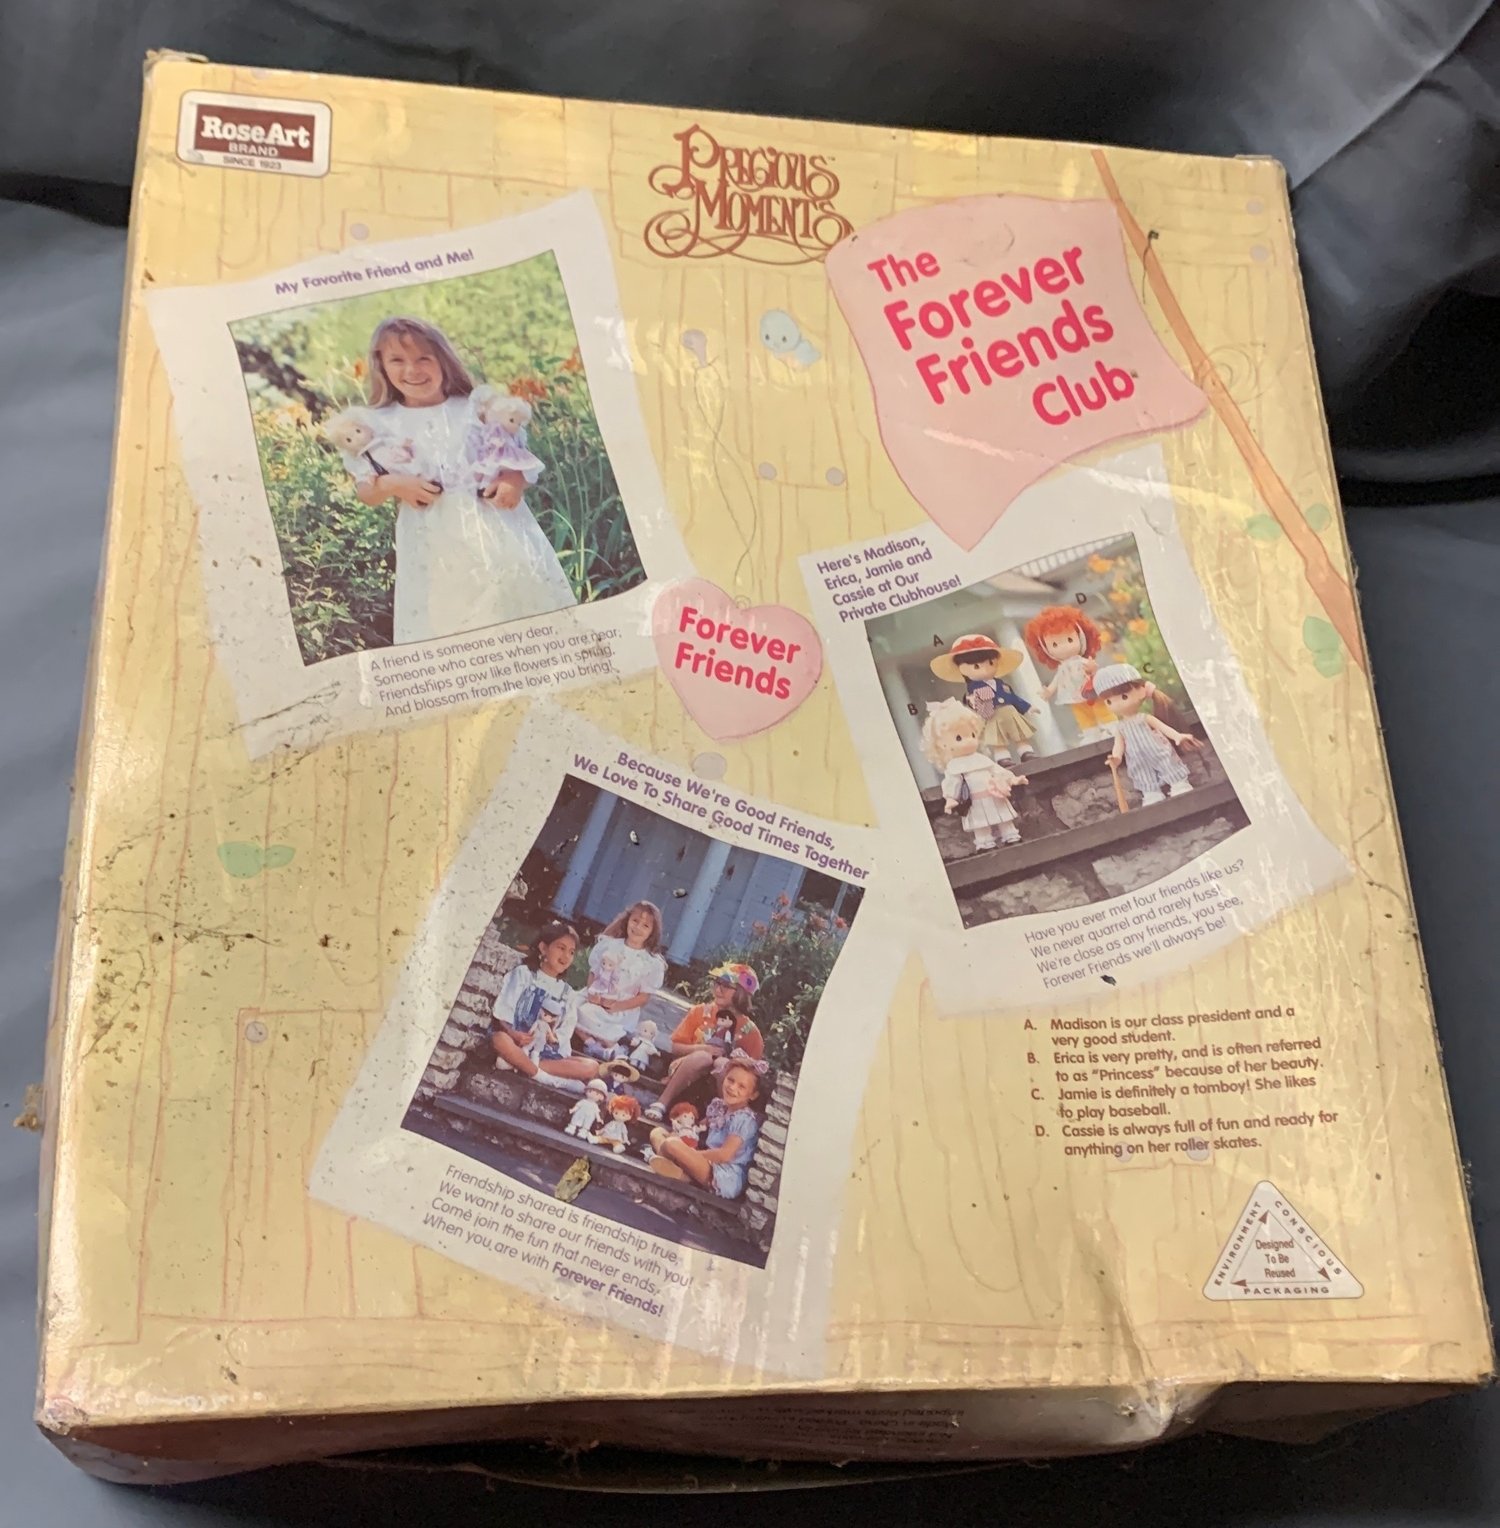 RoseArt
BRAND
SINCE 1923
PRECIOUS
MOMENTS
The
Forever
Friends
Club™
My Favorite Friend and Me!
A friend is someone very dear,
Someone who cares when you are near;
Friendships grow like flowers in spring,
And blossom from the love you bring!
Forever
Friends
Here's Madison,
Erica, Jamie and
Cassie at Our
Private Clubhouse!
A
B
C
D
Have you ever met four friends like us?
We never quarrel and rarely fuss!
We're close as any friends, you see,
Forever Friends we'll always be!
Because We're Good Friends,
We Love To Share Good Times Together
Friendship shared is friendship true,
We want to share our friends with you!
Come join the fun that never ends,
When you are with Forever Friends!
A. Madison is our class president and a
very good student.
B. Erica is very pretty, and is often referred
to as "Princess" because of her beauty.
C. Jamie is definitely a tomboy! She likes
to play baseball.
D. Cassie is always full of fun and ready for
anything on her roller skates.
ENVIRONMENT CONSCIOUS
Designed
To Be
Reused
PACKAGING